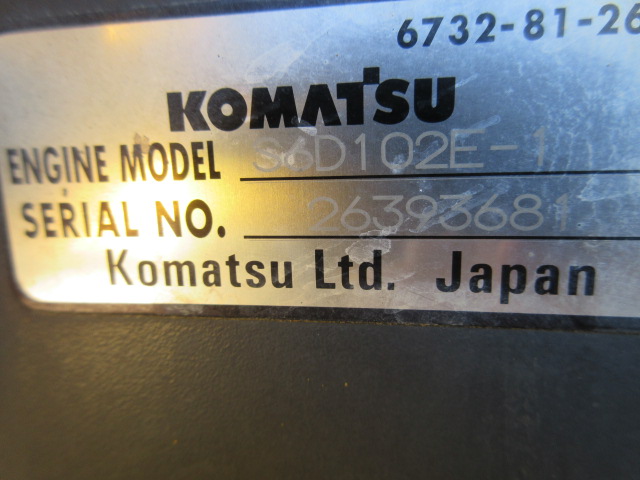 6732-81-26
KOMATSU
ENGINE MODEL S6D102E-1
SERIAL NO. 26393681
Komatsu Ltd. Japan